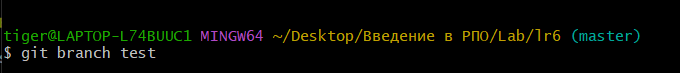 tiger@LAPTOP-L74BUUC1 MINGW64 ~/Desktop/Введение в РПО/Lab/lr6 (master)
$ git branch test